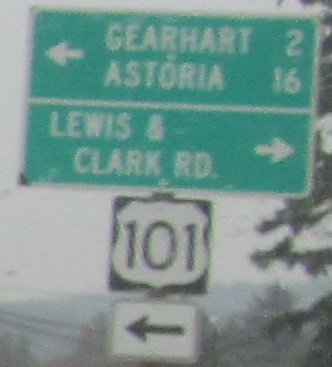 GEARHART 2
ASTORIA 16
LEWIS &
CLARK RD.
101